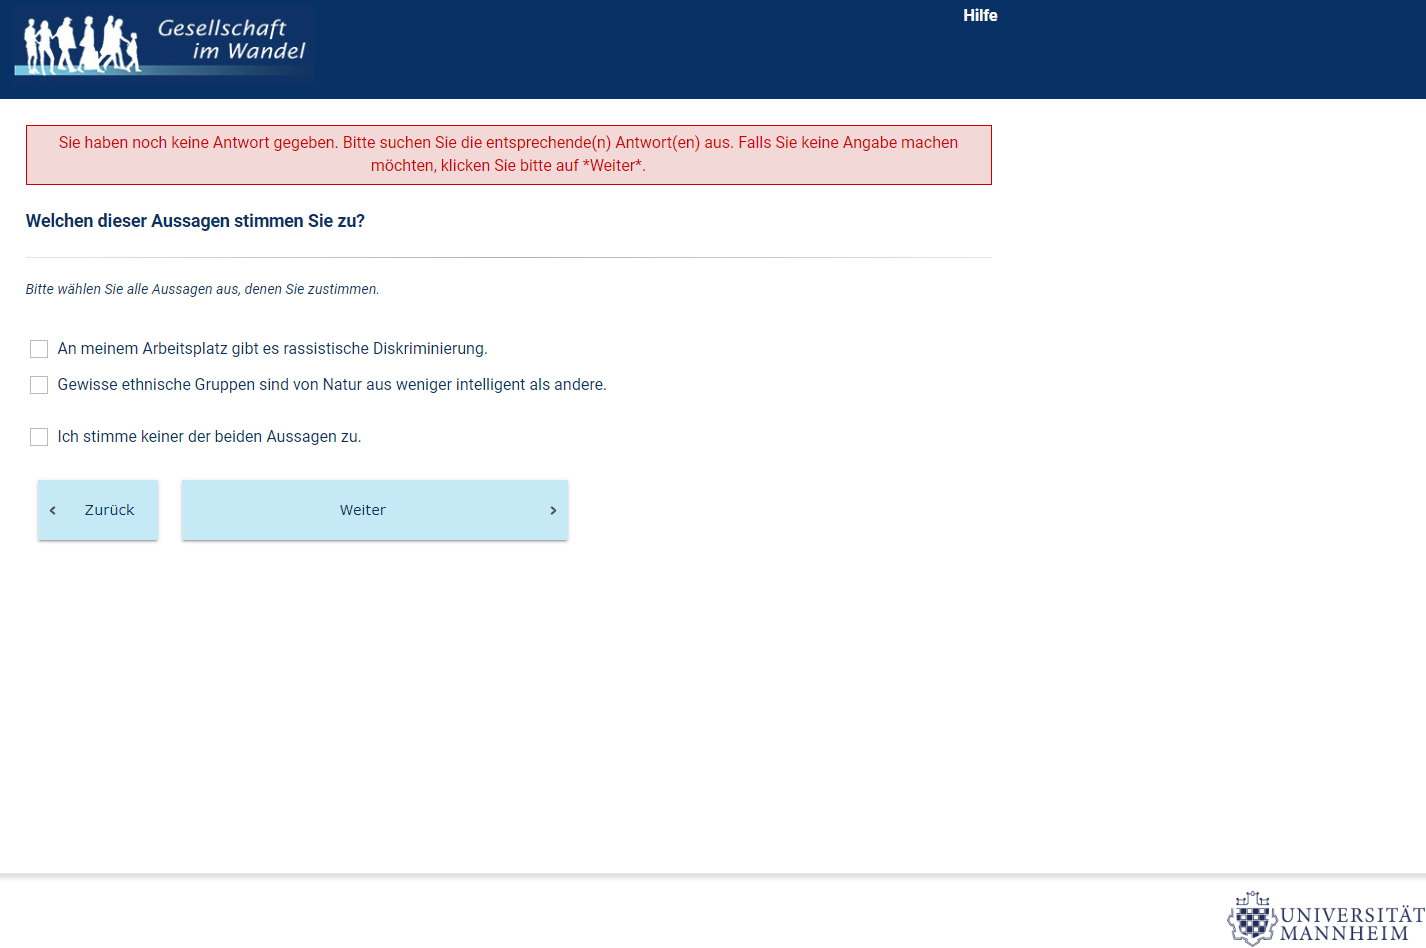 Gesellschaft
im Wandel
Hilfe
Sie haben noch keine Antwort gegeben. Bitte suchen Sie die entsprechende(n) Antwort(en) aus. Falls Sie keine Angabe machen
möchten, klicken Sie bitte auf *Weiter*.
Welchen dieser Aussagen stimmen Sie zu?
Bitte wählen Sie alle Aussagen aus, denen Sie zustimmen.
An meinem Arbeitsplatz gibt es rassistische Diskriminierung.
Gewisse ethnische Gruppen sind von Natur aus weniger intelligent als andere.
Ich stimme keiner der beiden Aussagen zu.
‹ Zurück
Weiter ›
UNIVERSITÄT
MANNHEIM